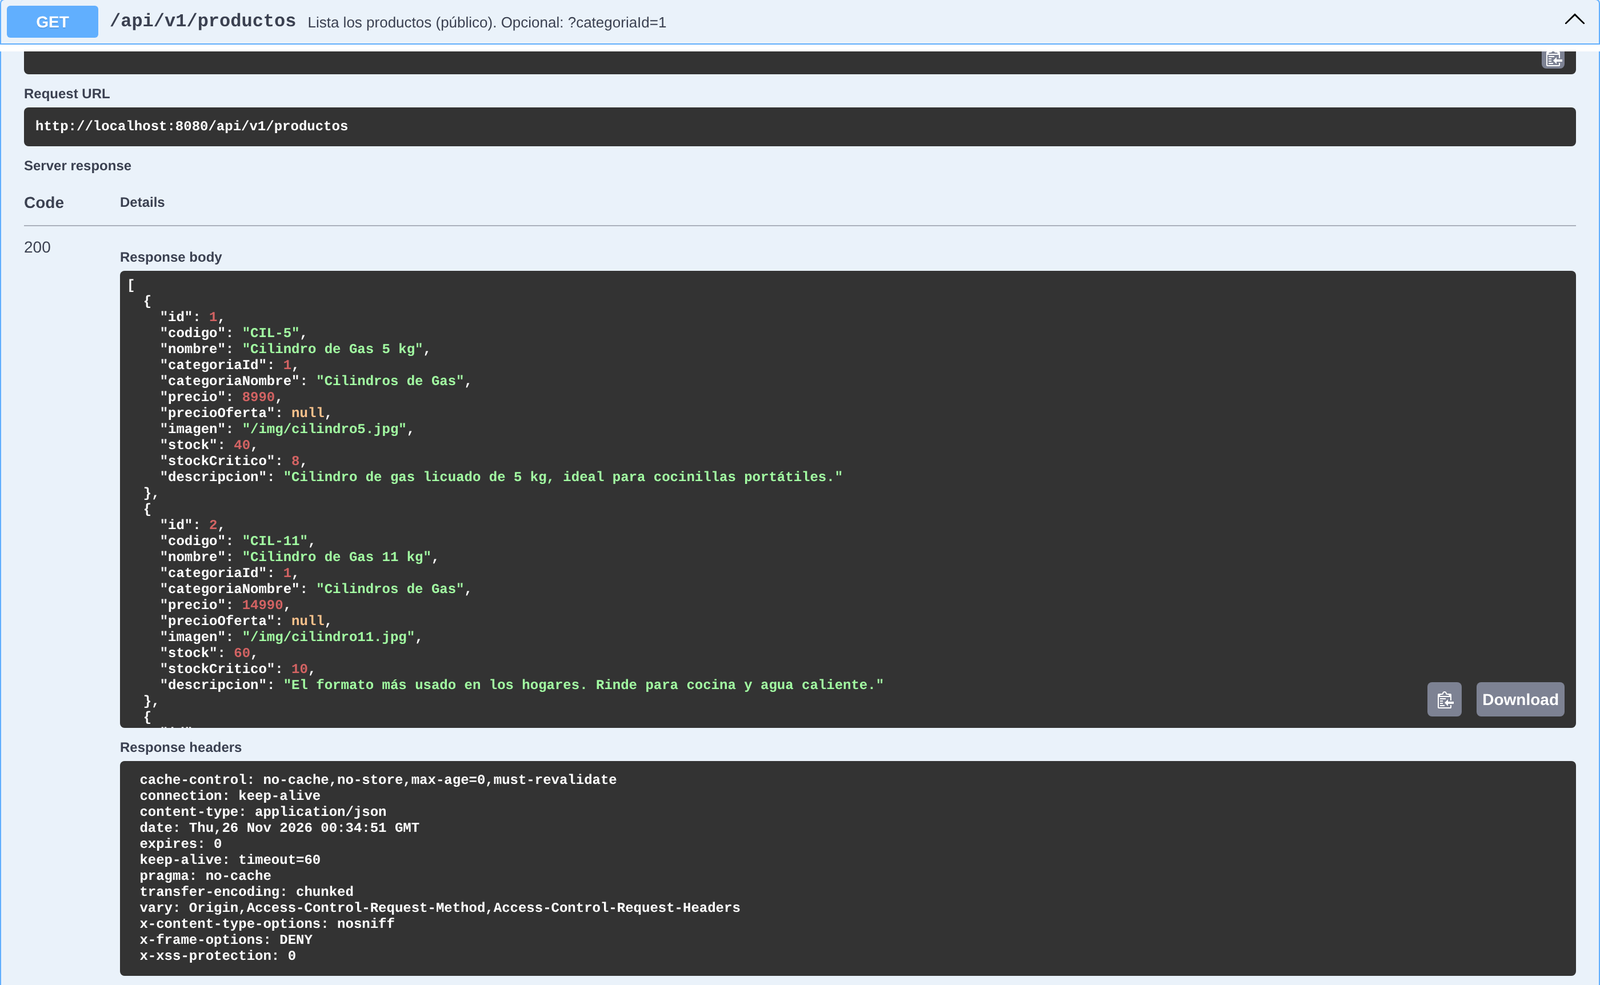 GET /api/v1/productos Lista los productos (público). Opcional: ?categoriaId=1
Request URL
http://localhost:8080/api/v1/productos
Server response
Code Details
200
Response body
[
  {
    "id": 1,
    "codigo": "CIL-5",
    "nombre": "Cilindro de Gas 5 kg",
    "categoriaId": 1,
    "categoriaNombre": "Cilindros de Gas",
    "precio": 8990,
    "precioOferta": null,
    "imagen": "/img/cilindro5.jpg",
    "stock": 40,
    "stockCritico": 8,
    "descripcion": "Cilindro de gas licuado de 5 kg, ideal para cocinillas portátiles."
  },
  {
    "id": 2,
    "codigo": "CIL-11",
    "nombre": "Cilindro de Gas 11 kg",
    "categoriaId": 1,
    "categoriaNombre": "Cilindros de Gas",
    "precio": 14990,
    "precioOferta": null,
    "imagen": "/img/cilindro11.jpg",
    "stock": 60,
    "stockCritico": 10,
    "descripcion": "El formato más usado en los hogares. Rinde para cocina y agua caliente."
  },
  {
Download
Response headers
cache-control: no-cache,no-store,max-age=0,must-revalidate
connection: keep-alive
content-type: application/json
date: Thu,26 Nov 2026 00:34:51 GMT
expires: 0
keep-alive: timeout=60
pragma: no-cache
transfer-encoding: chunked
vary: Origin,Access-Control-Request-Method,Access-Control-Request-Headers
x-content-type-options: nosniff
x-frame-options: DENY
x-xss-protection: 0